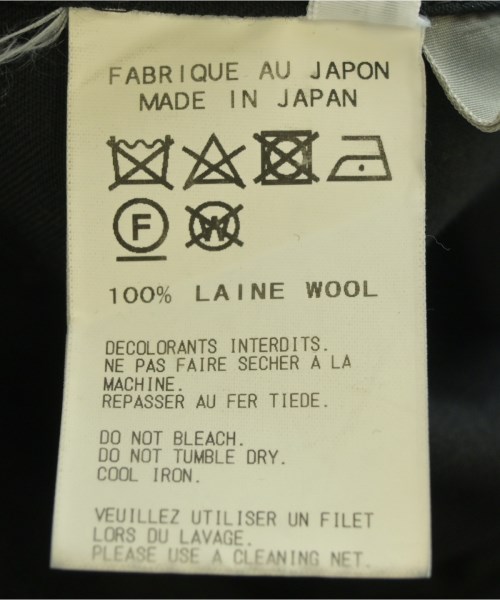 FABRIQUE AU JAPON
MADE IN JAPAN
F W
100% LAINE WOOL
DECOLORANTS INTERDITS.
NE PAS FAIRE SECHER A LA
MACHINE.
REPASSER AU FER TIEDE.
DO NOT BLEACH.
DO NOT TUMBLE DRY.
COOL IRON.
VEUILLEZ UTILISER UN FILET
LORS DU LAVAGE.
PLEASE USE A CLEANING NET.